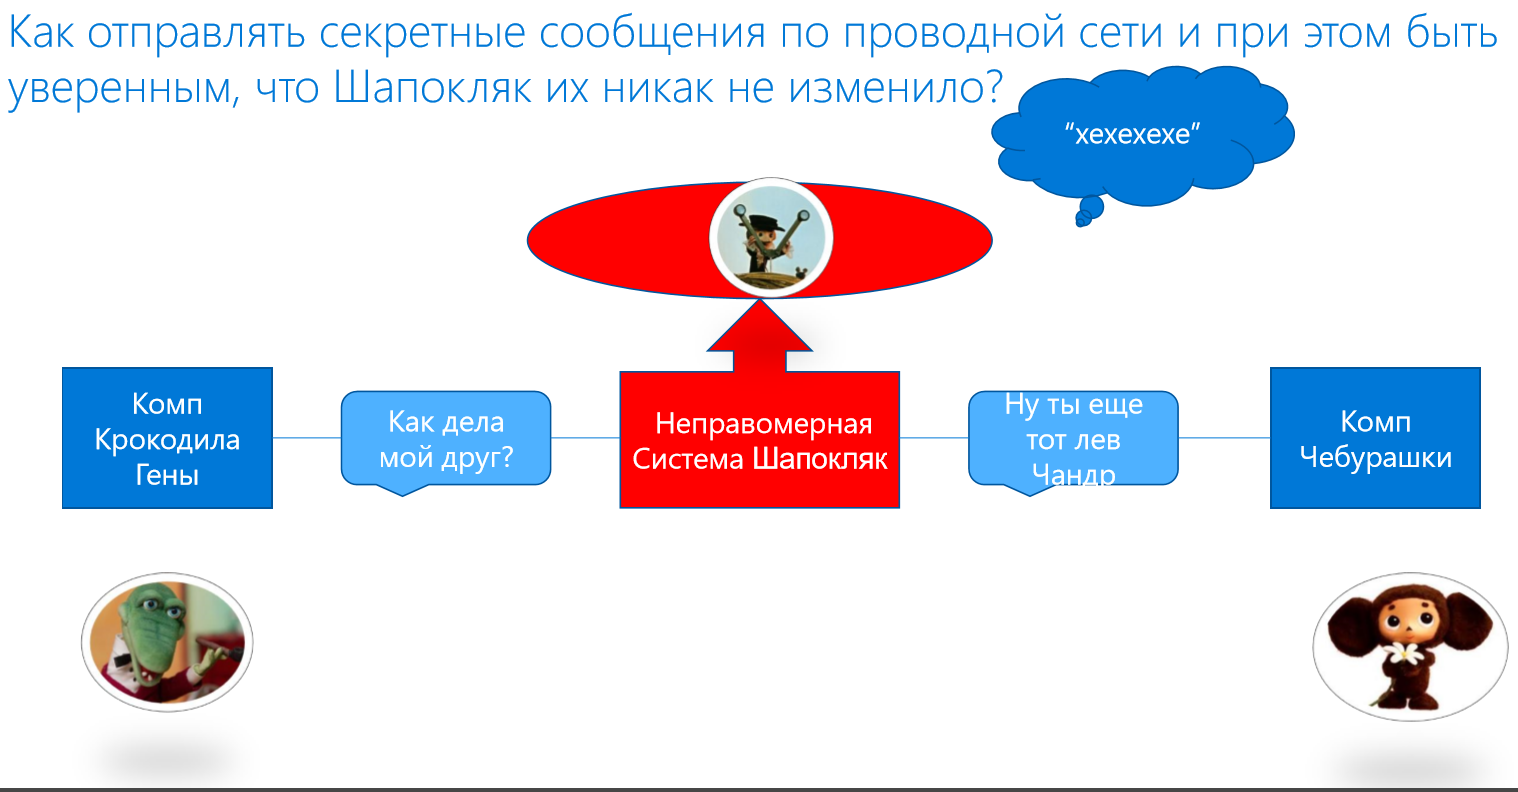 Как отправлять секретные сообщения по проводной сети и при этом быть
уверенным, что Шапокляк их никак не изменило?
“хехехехе”
Комп
Крокодила
Гены
Как дела
мой друг?
Неправомерная
Система Шапокляк
Ну ты еще
тот лев
Чандр
Комп
Чебурашки